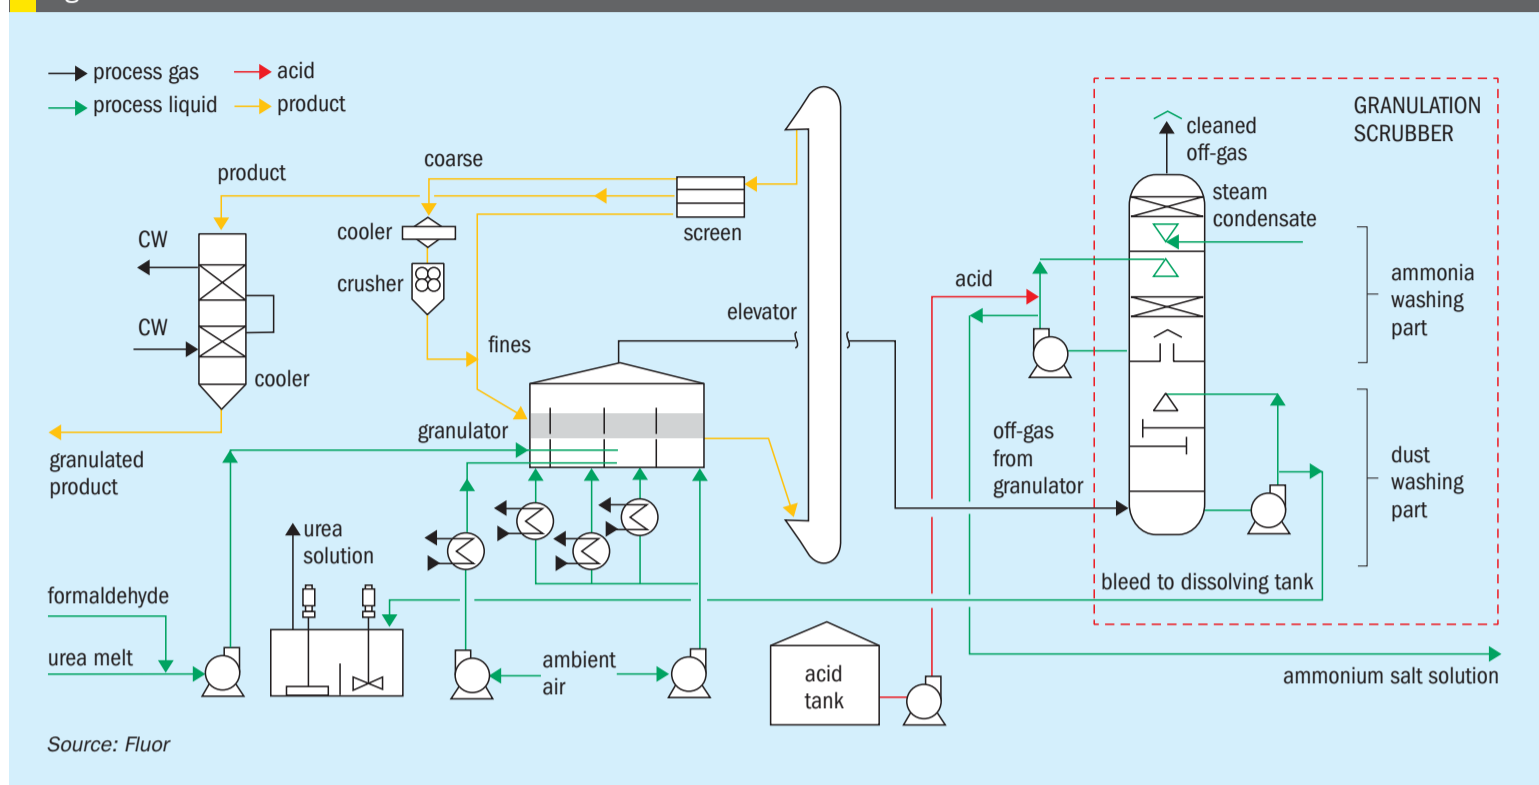 process gas
acid
process liquid
product
GRANULATION
SCRUBBER
cleaned
off-gas
coarse
product
steam
condensate
CW
cooler
screen
ammonia
washing
part
acid
crusher
elevator
CW
fines
cooler
granulator
off-gas
from
granulator
dust
washing
part
granulated
product
urea
solution
bleed to dissolving tank
formaldehyde
urea melt
ambient
air
acid
tank
ammonium salt solution
Source: Fluor